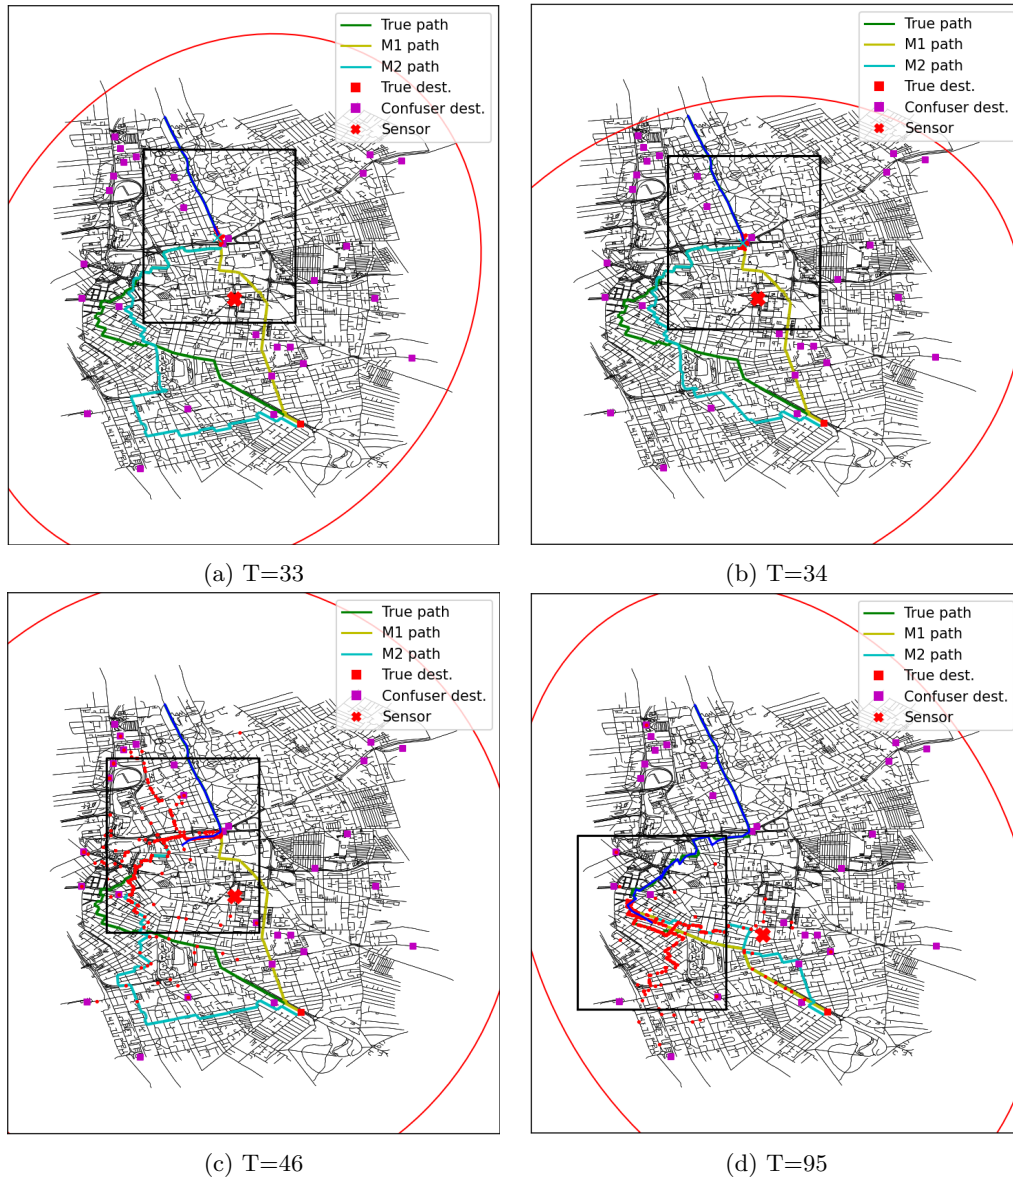 True path
M1 path
M2 path
True dest.
Confuser dest.
Sensor
True path
M1 path
M2 path
True dest.
Confuser dest.
Sensor
(a) T=33
(b) T=34
True path
M1 path
M2 path
True dest.
Confuser dest.
Sensor
True path
M1 path
M2 path
True dest.
Confuser dest.
Sensor
(c) T=46
(d) T=95